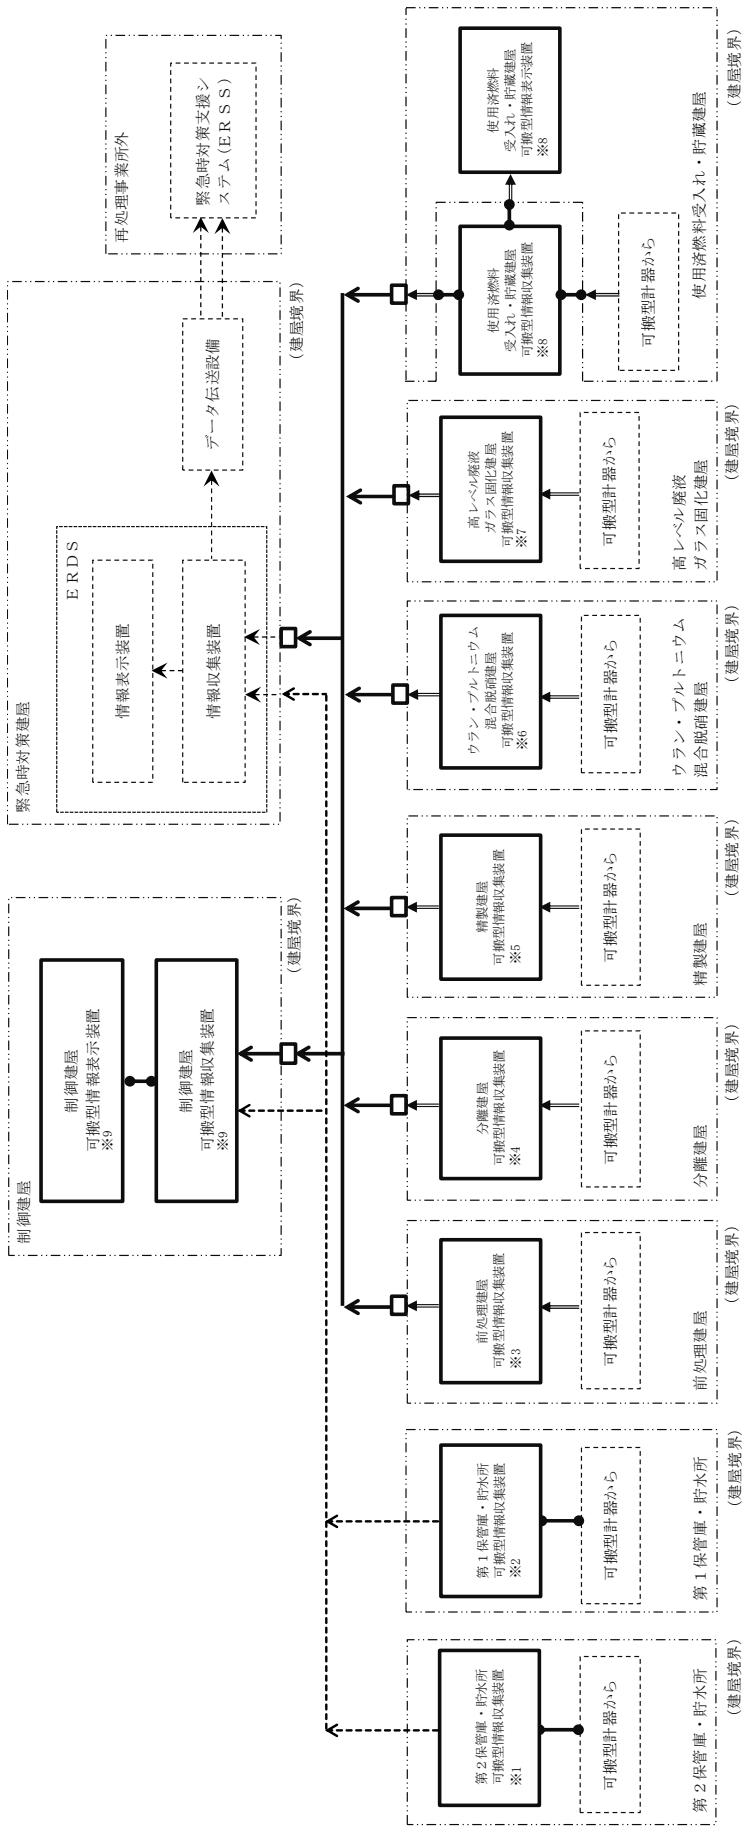 制御建屋
制御建屋
可搬型情報表示装置
※9
制御建屋
可搬型情報収集装置
※9
(建屋境界)
緊急時対策建屋
ERDS
情報表示装置
情報収集装置
データ伝送設備
(建屋境界)
再処理事業所外
緊急時対策支援シ
ステム(ERSS)
第2保管庫・貯水所
可搬型情報収集装置
※1
可搬型計器から
第2保管庫・貯水所
(建屋境界)
第1保管庫・貯水所
可搬型情報収集装置
※2
可搬型計器から
第1保管庫・貯水所
(建屋境界)
前処理建屋
可搬型情報収集装置
※3
可搬型計器から
前処理建屋
(建屋境界)
分離建屋
可搬型情報収集装置
※4
可搬型計器から
分離建屋
(建屋境界)
精製建屋
可搬型情報収集装置
※5
可搬型計器から
精製建屋
(建屋境界)
ウラン・プルトニウム
混合脱硝建屋
可搬型情報収集装置
※6
可搬型計器から
ウラン・プルトニウム
混合脱硝建屋
(建屋境界)
高レベル廃液
ガラス固化建屋
可搬型情報収集装置
※7
可搬型計器から
高レベル廃液
ガラス固化建屋
(建屋境界)
使用済燃料
受入れ・貯蔵建屋
可搬型情報収集装置
※8
使用済燃料
受入れ・貯蔵建屋
可搬型情報表示装置
※8
可搬型計器から
使用済燃料受入れ・貯蔵建屋
(建屋境界)